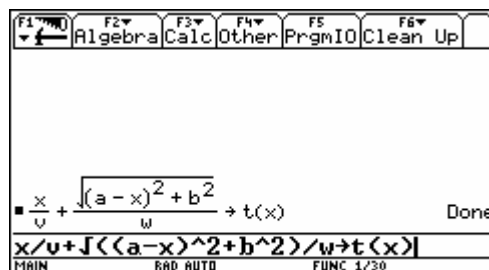 F1 F2 Algebra F3 Calc F4 Other F5 PrgmIO F6 Clean Up
x/v + √((a - x)^2 + b^2)/w → t(x) Done
x/v+√((a-x)^2+b^2)/w→t(x)
MAIN RAD AUTO FUNC 1/30